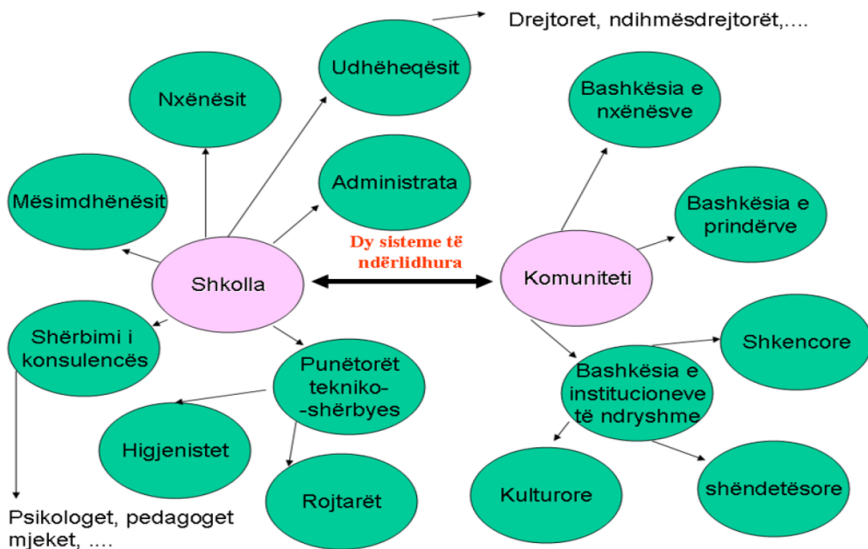 Drejtoret, ndihmësdrejtorët,....
Udhëheqësit
Nxënësit
Bashkësia e
nxënësve
Administrata
Mësimdhënësit
Bashkësia e
prindërve
Dy sisteme të
ndërlidhura
Shkolla
Komuniteti
Shërbimi i
konsulencës
Punëtorët
tekniko-
-shërbyes
Shkencore
Bashkësia e
institucioneve
të ndryshme
Higjenistet
Rojtarët
Kulturore
shëndetësore
Psikologet, pedagoget
mjeket, ....